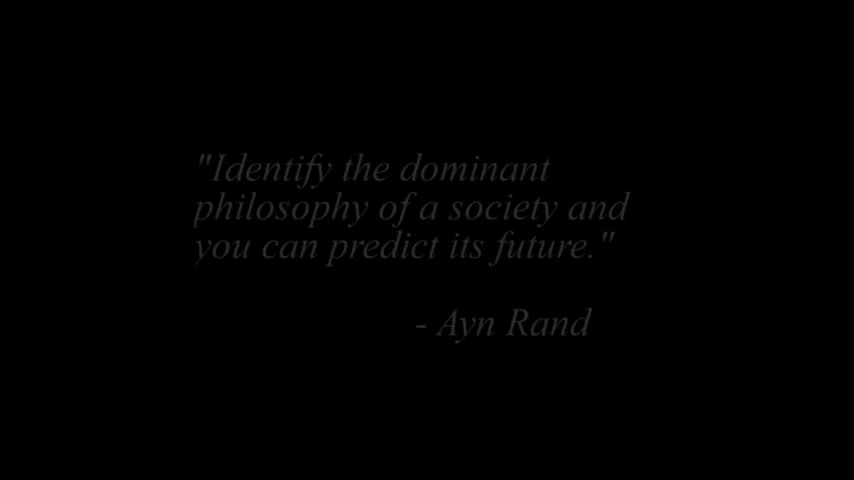 "Identify the dominant
philosophy of a society and
you can predict its future."
- Ayn Rand